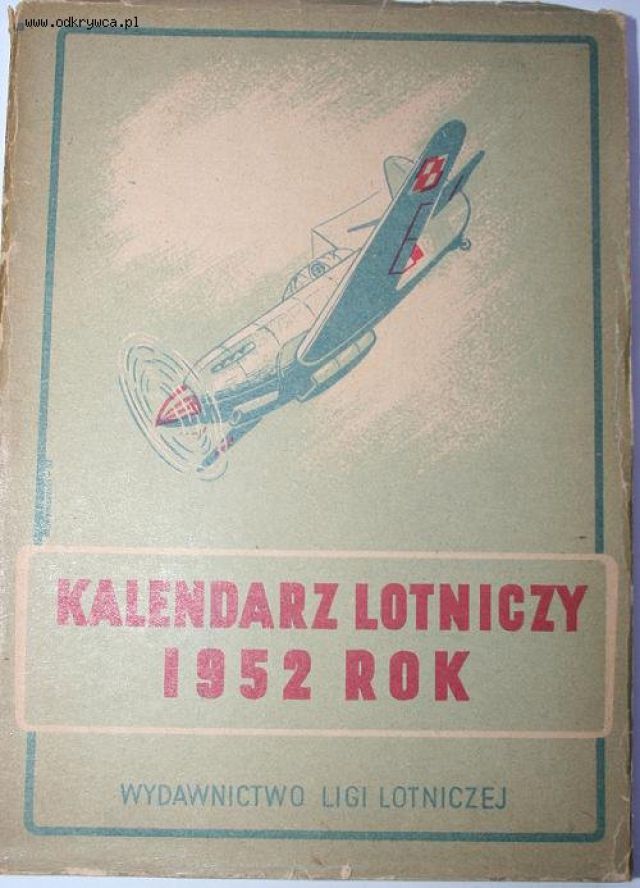 www.odkrywca.pl
KALENDARZ LOTNICZY
1952 ROK
WYDAWNICTWO LIGI LOTNICZEJ